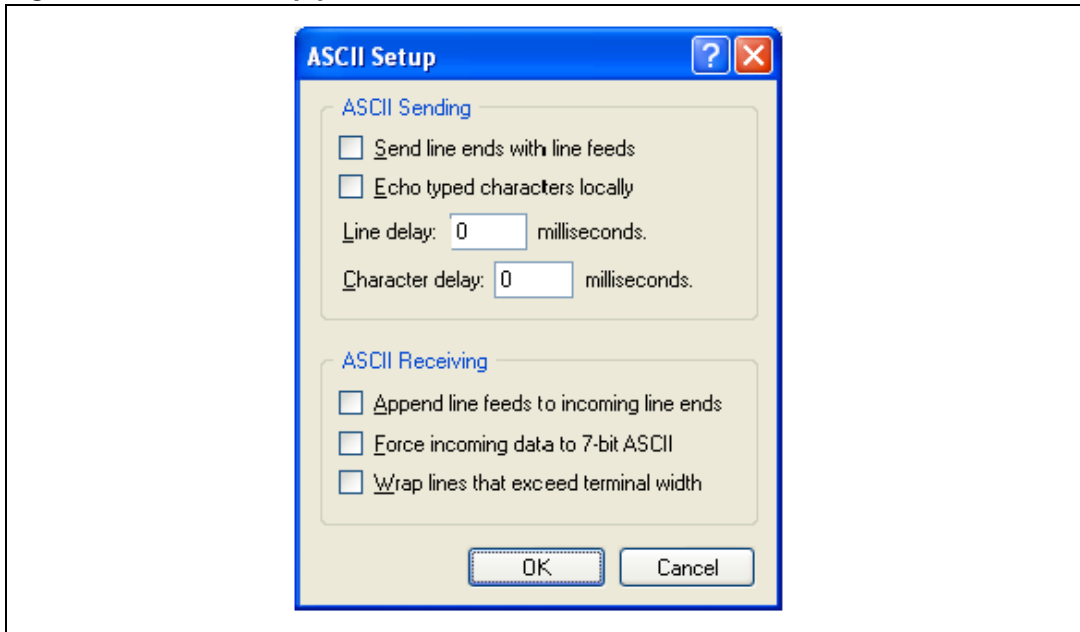 ASCII Setup
ASCII Sending
Send line ends with line feeds
Echo typed characters locally
Line delay: 0 milliseconds.
Character delay: 0 milliseconds.
ASCII Receiving
Append line feeds to incoming line ends
Force incoming data to 7-bit ASCII
Wrap lines that exceed terminal width
OK Cancel